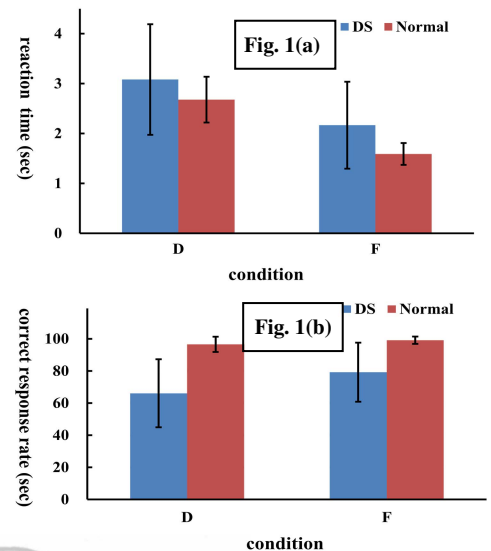 Fig. 1(a)
DS Normal
reaction time (sec)
4
3
2
1
0
D F
condition
Fig. 1(b)
DS Normal
correct response rate (sec)
100
80
60
40
20
0
D F
condition